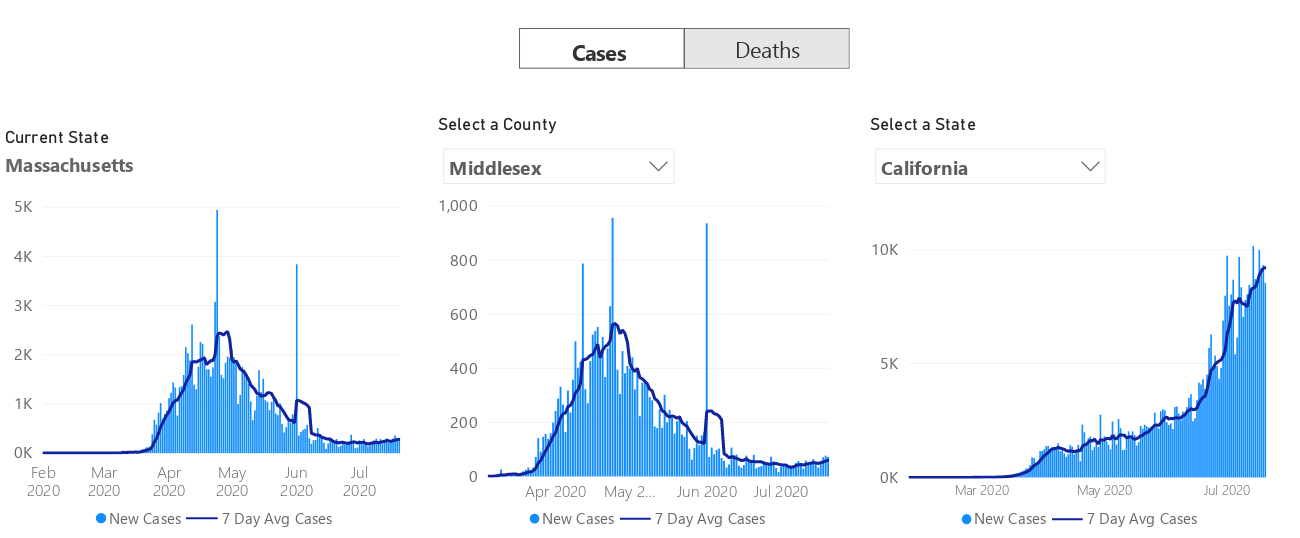 Cases Deaths
Current State
Massachusetts
5K
4K
3K
2K
1K
0K
Feb 2020 Mar 2020 Apr 2020 May 2020 Jun 2020 Jul 2020
New Cases 7 Day Avg Cases
Select a County
Middlesex
1,000
800
600
400
200
0
Apr 2020 May 2... Jun 2020 Jul 2020
New Cases 7 Day Avg Cases
Select a State
California
10K
5K
0K
Mar 2020 May 2020 Jul 2020
New Cases 7 Day Avg Cases